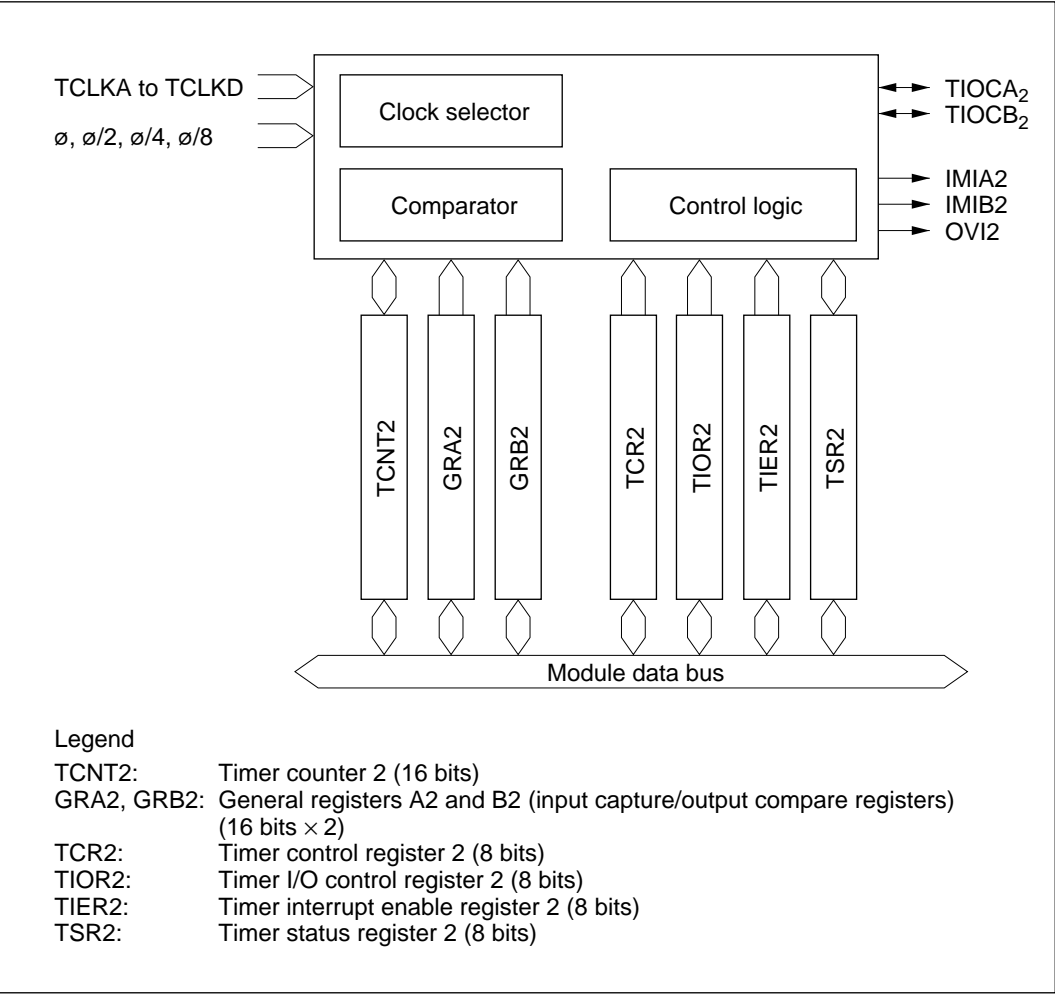 TCLKA to TCLKD
ø, ø/2, ø/4, ø/8
Clock selector
Comparator
Control logic
TIOCA2
TIOCB2
IMIA2
IMIB2
OVI2
TCNT2
GRA2
GRB2
TCR2
TIOR2
TIER2
TSR2
Module data bus
Legend
TCNT2: Timer counter 2 (16 bits)
GRA2, GRB2: General registers A2 and B2 (input capture/output compare registers)
(16 bits × 2)
TCR2: Timer control register 2 (8 bits)
TIOR2: Timer I/O control register 2 (8 bits)
TIER2: Timer interrupt enable register 2 (8 bits)
TSR2: Timer status register 2 (8 bits)